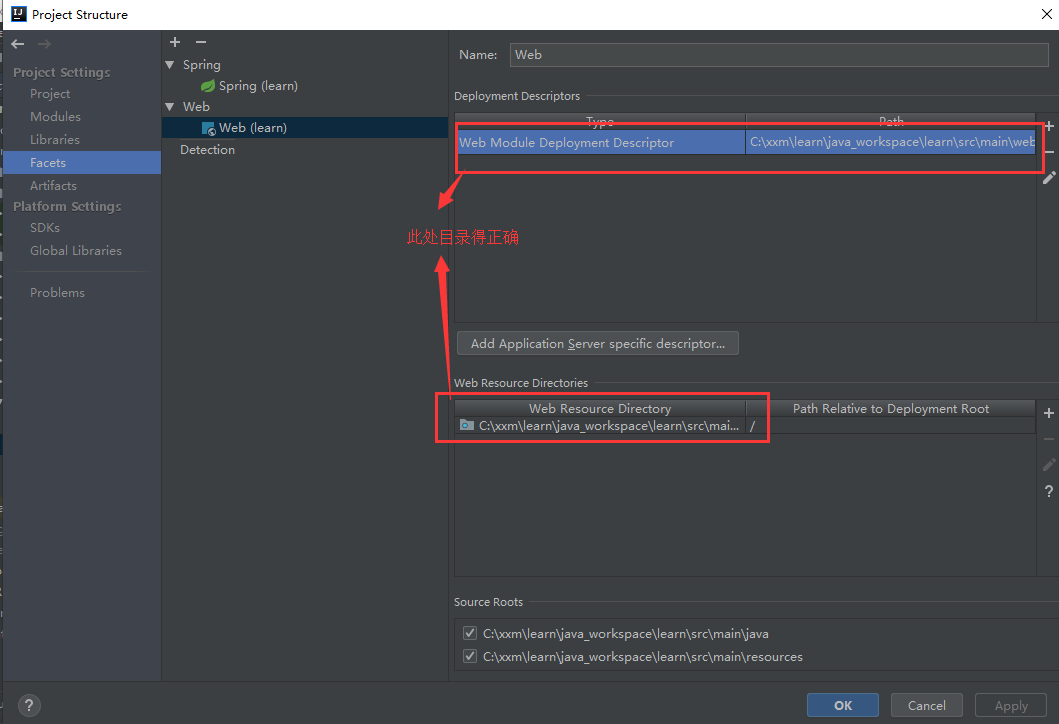 Project Structure
Project Settings
Project
Modules
Libraries
Facets
Artifacts
Platform Settings
SDKs
Global Libraries
Problems
Spring
Spring (learn)
Web
Web (learn)
Detection
Name: Web
Deployment Descriptors
Type Path
Web Module Deployment Descriptor C:\xxm\learn\java_workspace\learn\src\main\web
此处目录得正确
Add Application Server specific descriptor...
Web Resource Directories
Web Resource Directory Path Relative to Deployment Root
C:\xxm\learn\java_workspace\learn\src\mai... /
Source Roots
C:\xxm\learn\java_workspace\learn\src\main\java
C:\xxm\learn\java_workspace\learn\src\main\resources
? OK Cancel Apply